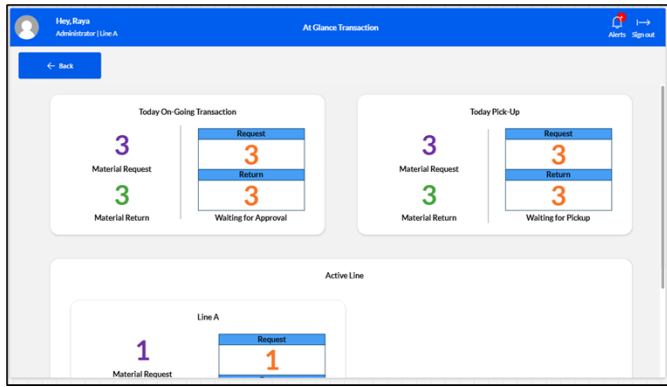 Hey, Raya
Administrator | Line A
At Glance Transaction
Alerts
Sign out
Back
Today On-Going Transaction
3
Material Request
3
Material Return
Request
3
Return
3
Waiting for Approval
Today Pick-Up
3
Material Request
3
Material Return
Request
3
Return
3
Waiting for Pickup
Active Line
Line A
1
Material Request
Request
1